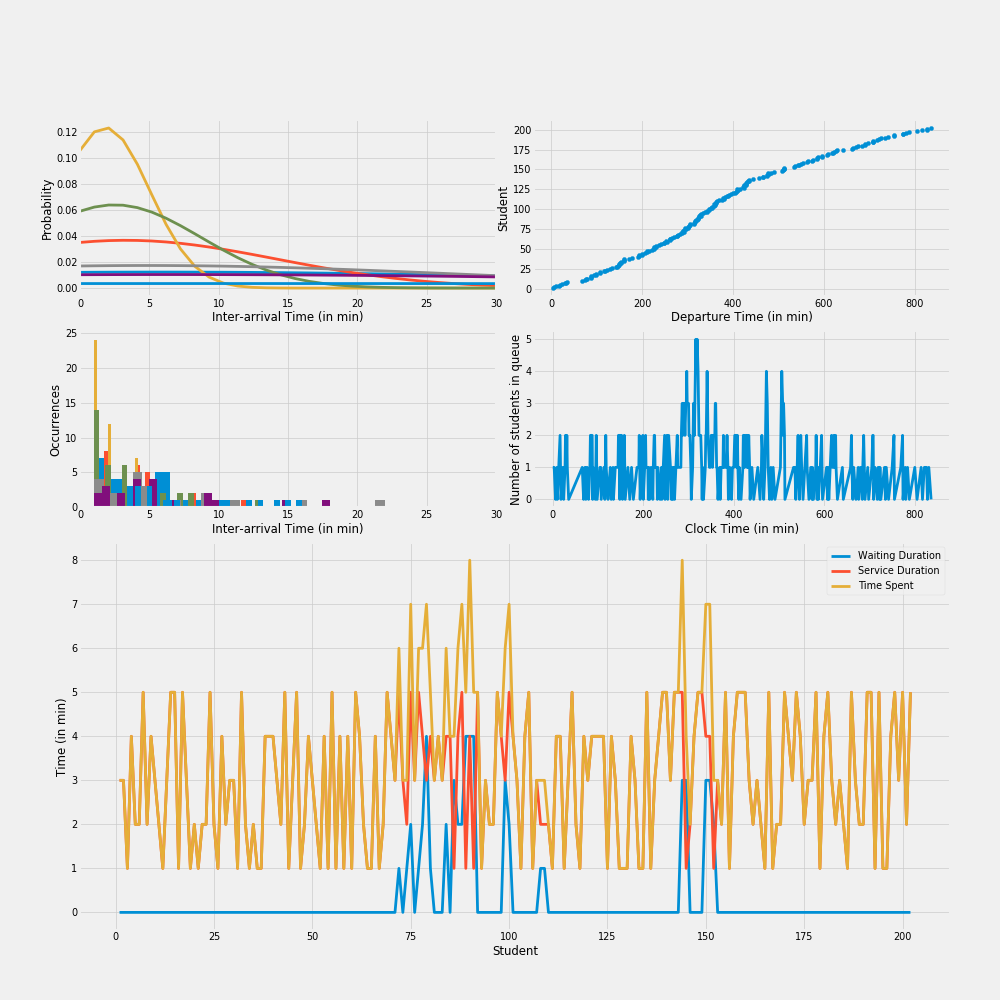 0.12
0.10
0.08
0.06
0.04
0.02
0.00
Probability
0 5 10 15 20 25 30
Inter-arrival Time (in min)
200
175
150
125
100
75
50
25
0
Student
0 200 400 600 800
Departure Time (in min)
25
20
15
10
5
0
Occurrences
0 5 10 15 20 25 30
Inter-arrival Time (in min)
5
4
3
2
1
0
Number of students in queue
0 200 400 600 800
Clock Time (in min)
8
7
6
5
4
3
2
1
0
Time (in min)
Waiting Duration
Service Duration
Time Spent
0 25 50 75 100 125 150 175 200
Student